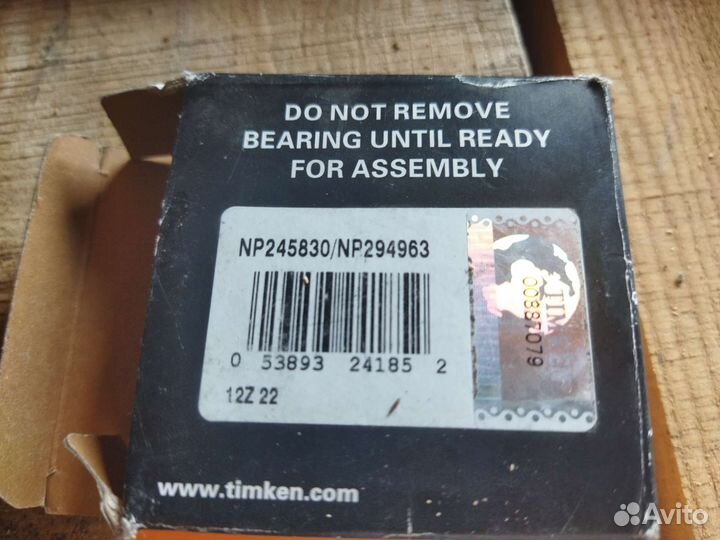 DO NOT REMOVE
BEARING UNTIL READY
FOR ASSEMBLY
NP245830/NP294963
0 53893 24185 2
12Z 22
TIMKEN
00887079
www.timken.com
Avito